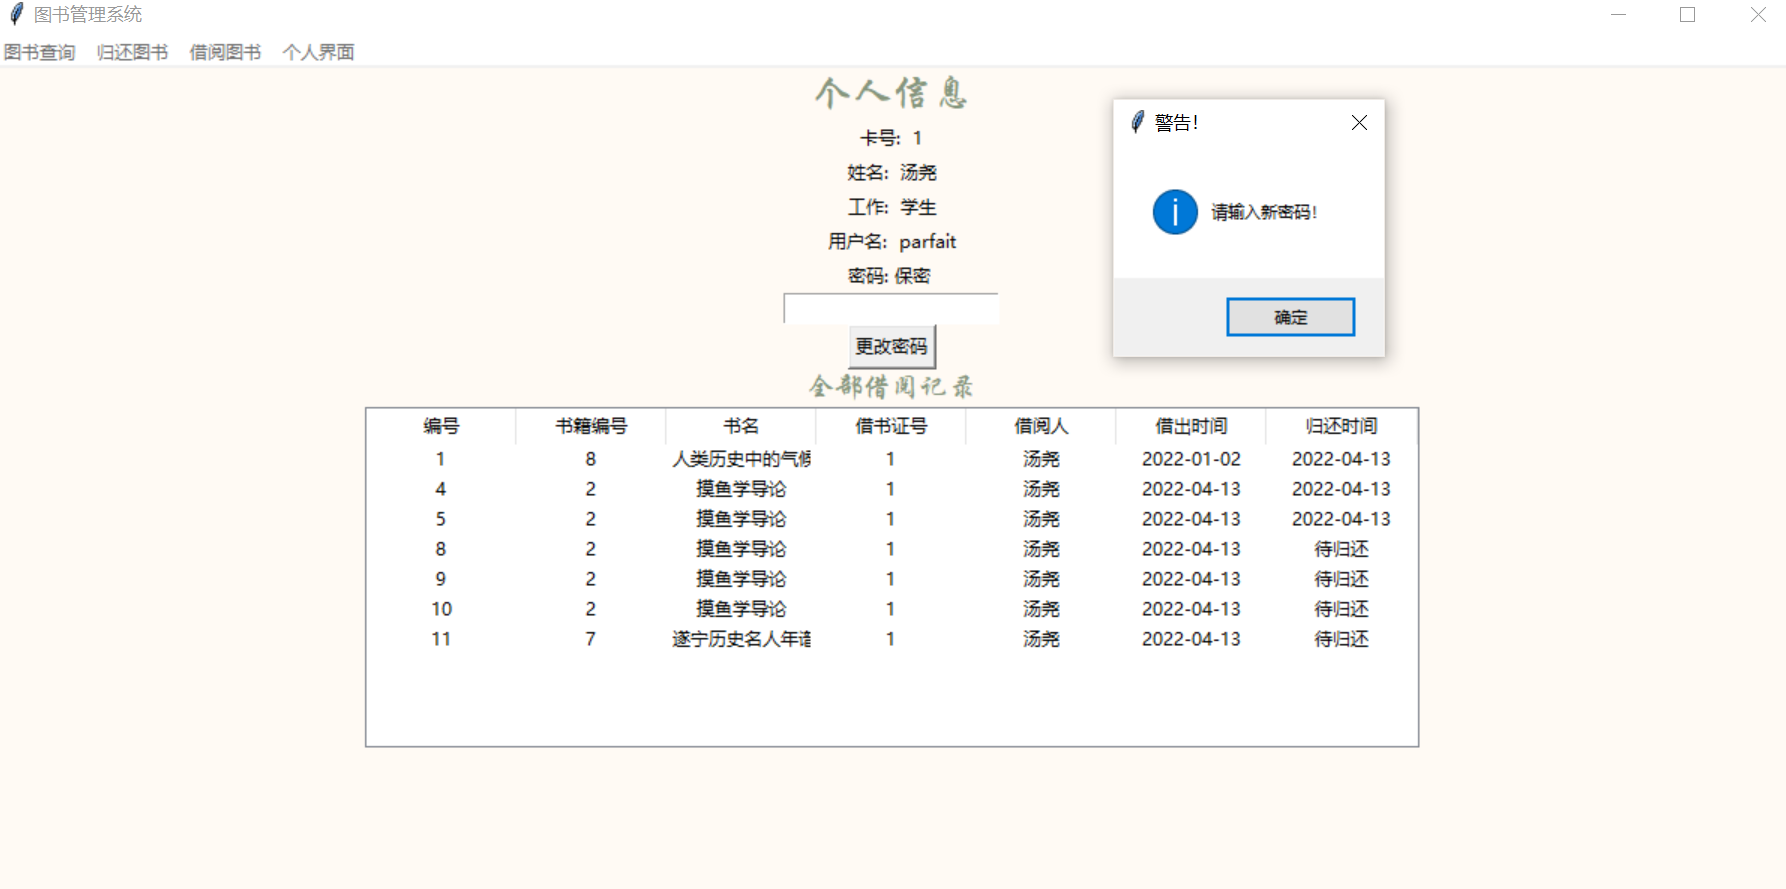 图书管理系统
图书查询 归还图书 借阅图书 个人界面
个人信息
卡号: 1
姓名: 汤尧
工作: 学生
用户名: parfait
密码: 保密
更改密码
警告!
请输入新密码!
确定
全部借阅记录
编号 书籍编号 书名 借书证号 借阅人 借出时间 归还时间
1 8 人类历史中的气候 1 汤尧 2022-01-02 2022-04-13
4 2 摸鱼学导论 1 汤尧 2022-04-13 2022-04-13
5 2 摸鱼学导论 1 汤尧 2022-04-13 2022-04-13
8 2 摸鱼学导论 1 汤尧 2022-04-13 待归还
9 2 摸鱼学导论 1 汤尧 2022-04-13 待归还
10 2 摸鱼学导论 1 汤尧 2022-04-13 待归还
11 7 遂宁历史名人年谱 1 汤尧 2022-04-13 待归还